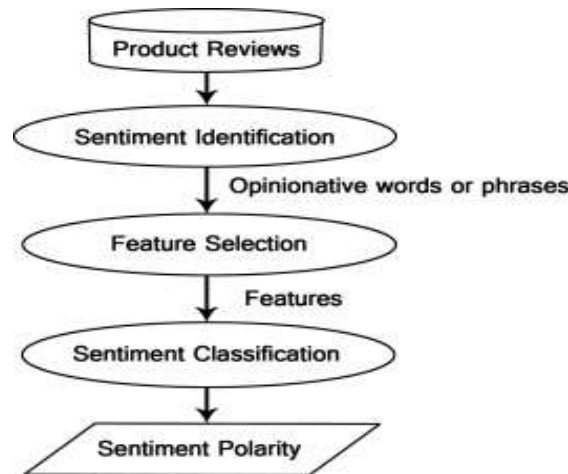 Product Reviews
Sentiment Identification
Opinionative words or phrases
Feature Selection
Features
Sentiment Classification
Sentiment Polarity